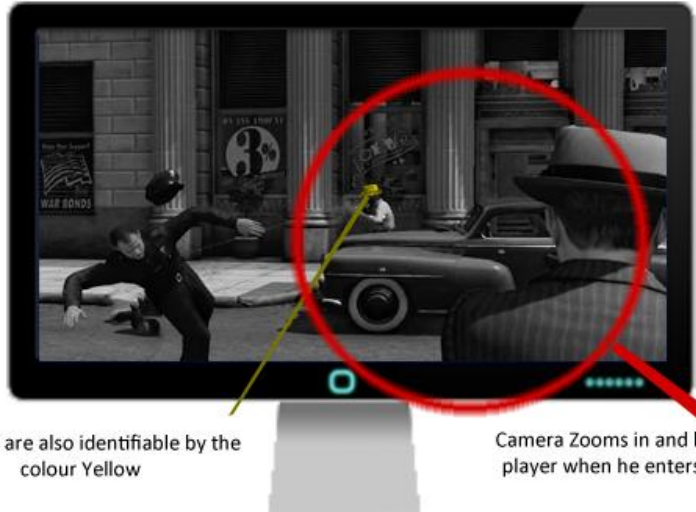 3%
WAR BONDS
are also identifiable by the
colour Yellow
Camera Zooms in and
player when he enters